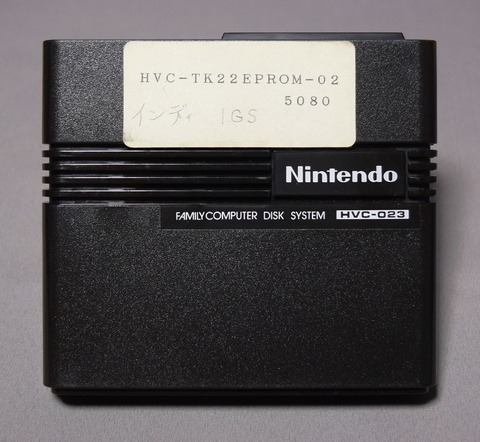 HVC-TK22EPROM-02
5080
インディ IGS
Nintendo
FAMILY COMPUTER DISK SYSTEM HVC-023